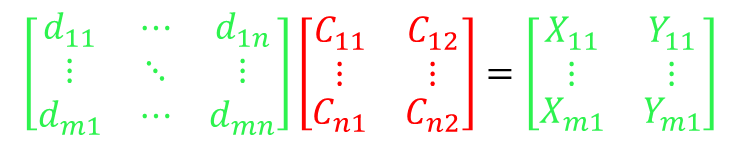 d₁₁ ⋯ d₁ₙ C₁₁ C₁₂ X₁₁ Y₁₁
⋮ ⋱ ⋮ ⋮ ⋮ = ⋮ ⋮
dₘ₁ ⋯ dₘₙ Cₙ₁ Cₙ₂ Xₘ₁ Yₘ₁